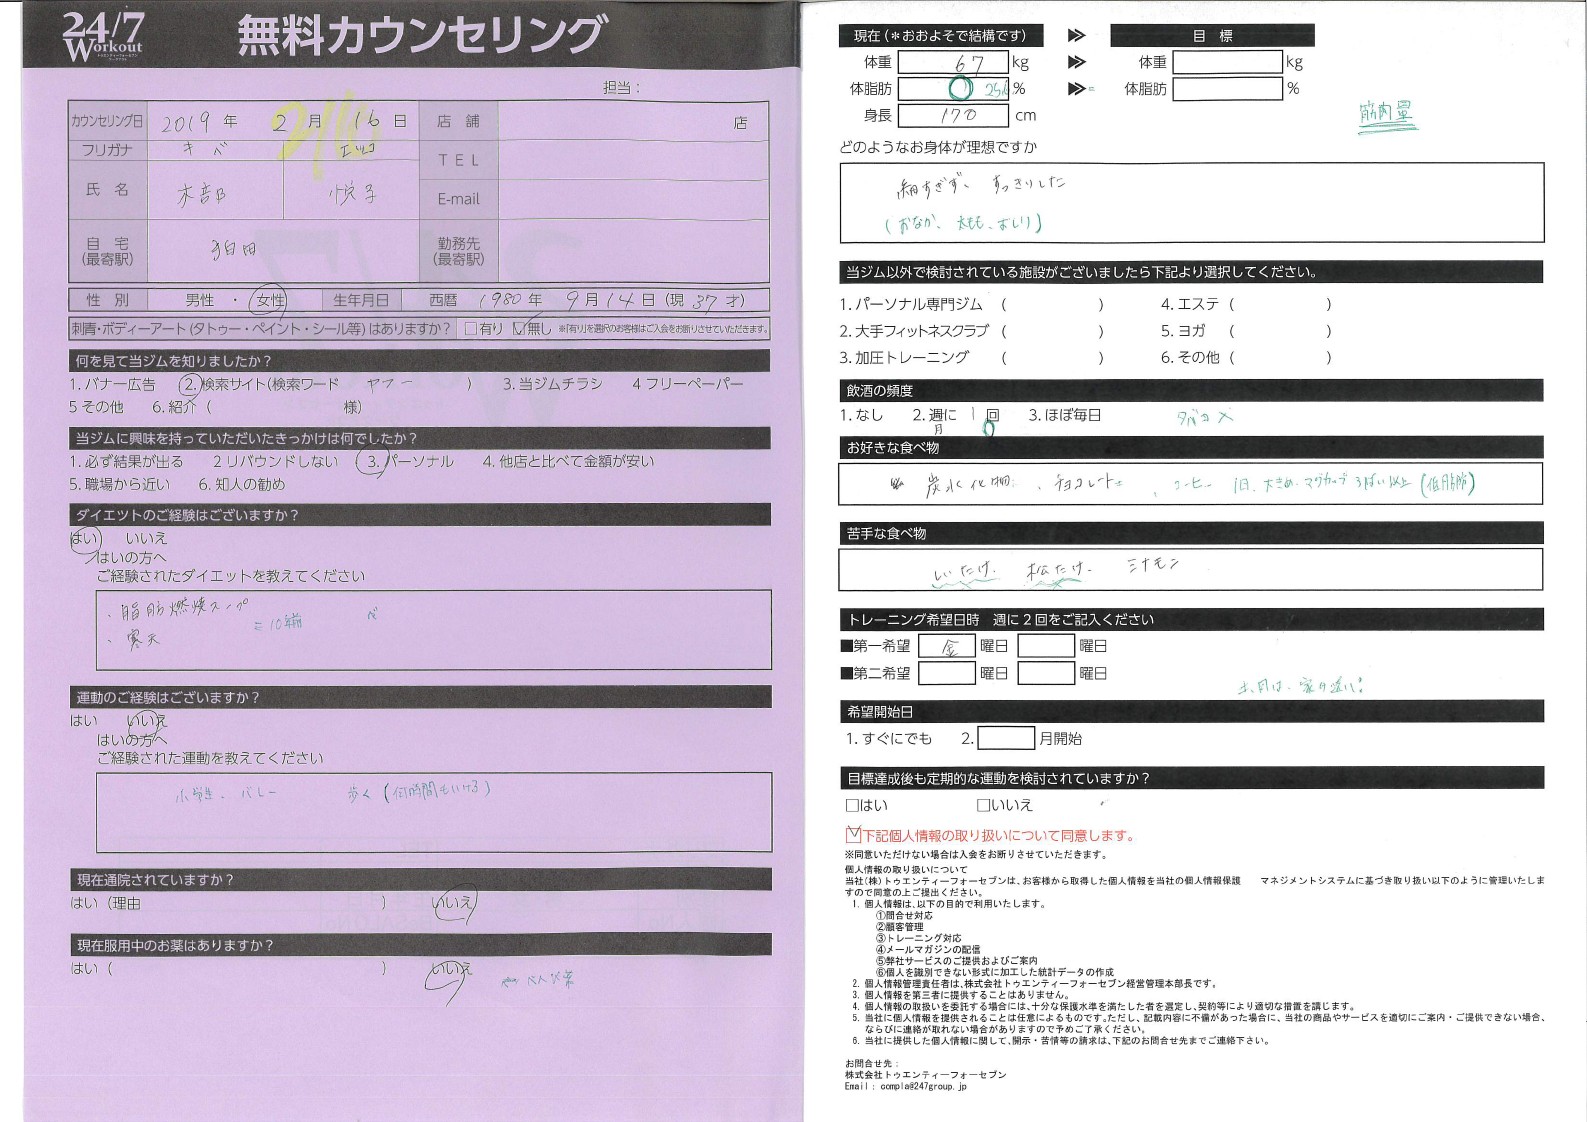 24/7
Workout
トゥエンティーフォーセブン
ワークアウト
無料カウンセリング
担当：
カウンセリング日 2019 年 2 月 16 日 店舗 店
2/16
フリガナ キベ エツコ TEL
氏名 木部 悦子 E-mail
自宅(最寄駅) 勤務先(最寄駅)
性別 男性 ・ 女性 生年月日 西暦 1980 年 9 月 14 日 (現 37 才)
刺青・ボディーアート(タトゥー・ペイント・シール等)はありますか？ □有り ☑無し ※「有り」を選択のお客様はご入会をお断りさせていただきます。
何を見て当ジムを知りましたか？
1. バナー広告 2. 検索サイト(検索ワード ヤフー ) 3. 当ジムチラシ 4 フリーペーパー
5 その他 6. 紹介 ( 様)
当ジムに興味を持っていただいたきっかけは何でしたか？
1. 必ず結果が出る 2 リバウンドしない 3. パーソナル 4. 他店と比べて金額が安い
5. 職場から近い 6. 知人の勧め
ダイエットのご経験はございますか？
はい いいえ
はいの方へ
ご経験されたダイエットを教えてください
・脂肪燃焼スープ
・寒天
10年前
運動のご経験はございますか？
はい いいえ
はいの方へ
ご経験された運動を教えてください
小学生、バレー 歩く (何時間もいける)
現在通院されていますか？
はい (理由 ) いいえ
現在服用中のお薬はありますか？
はい ( ) いいえ
べんぴ薬
現在(＊おおよそで結構です) 目標
体重 67 kg 体重 kg
体脂肪 25% % 体脂肪 %
身長 170 cm
筋肉量
どのようなお身体が理想ですか
細すぎず、すっきりした
(おなか、太もも、おしり)
当ジム以外で検討されている施設がございましたら下記より選択してください。
1. パーソナル専門ジム ( ) 4. エステ ( )
2. 大手フィットネスクラブ ( ) 5. ヨガ ( )
3. 加圧トレーニング ( ) 6. その他 ( )
飲酒の頻度
1. なし 2. 週に 1 回 3. ほぼ毎日 タバコ ×
月
お好きな食べ物
炭水化物、チョコレート、コーヒー 1日、大きめマグカップ 3ばい以上 (低脂肪)
苦手な食べ物
しいたけ、松たけ、シナモン
トレーニング希望日時 週に2回をご記入ください
■第一希望 金 曜日 曜日
■第二希望 曜日 曜日
土、日は、家の遠い!
希望開始日
1. すぐにでも 2. 月開始
目標達成後も定期的な運動を検討されていますか？
□はい □いいえ
☑下記個人情報の取り扱いについて同意します。
※同意いただけない場合は入会をお断りさせていただきます。
個人情報の取り扱いについて
当社(株)トゥエンティーフォーセブンは、お客様から取得した個人情報を当社の個人情報保護 マネジメントシステムに基づき取り扱い以下のように管理いたしま
すので同意の上ご提出ください。
1. 個人情報は、以下の目的で利用いたします。
①問合せ対応
②顧客管理
③トレーニング対応
④メールマガジンの配信
⑤弊社サービスのご提供およびご案内
⑥個人を識別できない形式に加工した統計データの作成
2. 個人情報管理責任者は、株式会社トゥエンティーフォーセブン経営管理本部長です。
3. 個人情報を第三者に提供することはありません。
4. 個人情報の取扱いを委託する場合には、十分な保護水準を満たした者を選定し、契約等により適切な措置を講じます。
5. 当社に個人情報を提供されることは任意によるものです。ただし、記載内容に不備があった場合に、当社の商品やサービスを適切にご案内・ご提供できない場合、
ならびに連絡が取れない場合がありますので予めご了承ください。
6. 当社に提供した個人情報に関して、開示・苦情等の請求は、下記のお問合せ先までご連絡下さい。
お問合せ先：
株式会社トゥエンティーフォーセブン
Email : compla@247group.jp